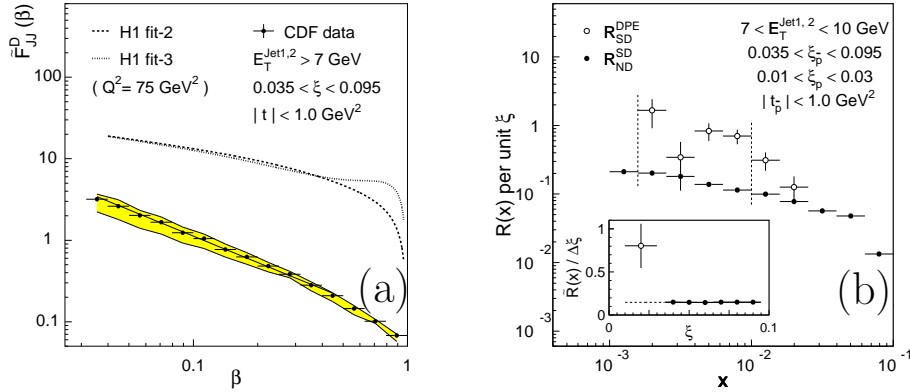 F̃ᴰ_JJ (β)
H1 fit-2
H1 fit-3
( Q² = 75 GeV² )
CDF data
E_T^Jet1,2 > 7 GeV
0.035 < ξ < 0.095
| t | < 1.0 GeV²
100
10
1
0.1
(a)
0.1
1
β
R(x) per unit ξ
R_SD^DPE
R_ND^SD
7 < E_T^Jet1, 2 < 10 GeV
0.035 < ξ_p̄ < 0.095
0.01 < ξ_p < 0.03
| t_p̄ | < 1.0 GeV²
10
1
10⁻¹
10⁻²
10⁻³
R̃(x) / Δξ
1
0.5
0
0
0.1
ξ
(b)
10⁻³
10⁻²
10⁻¹
x